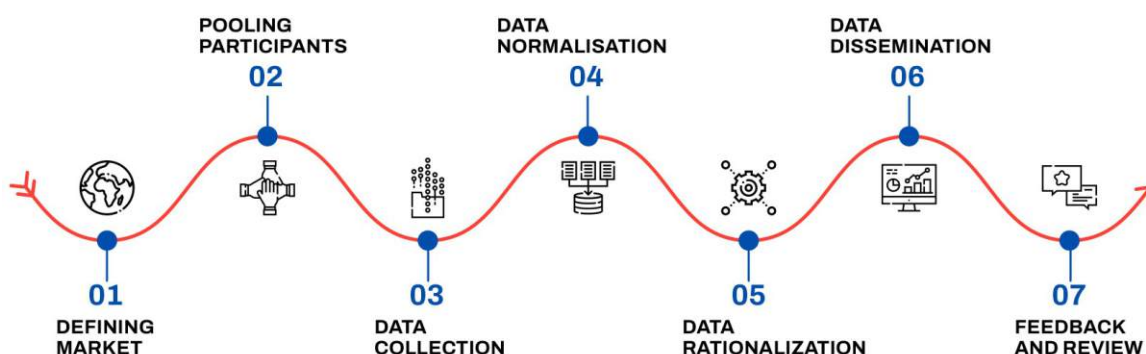 POOLING
PARTICIPANTS
02
DATA
NORMALISATION
04
DATA
DISSEMINATION
06
01
DEFINING
MARKET
03
DATA
COLLECTION
05
DATA
RATIONALIZATION
07
FEEDBACK
AND REVIEW